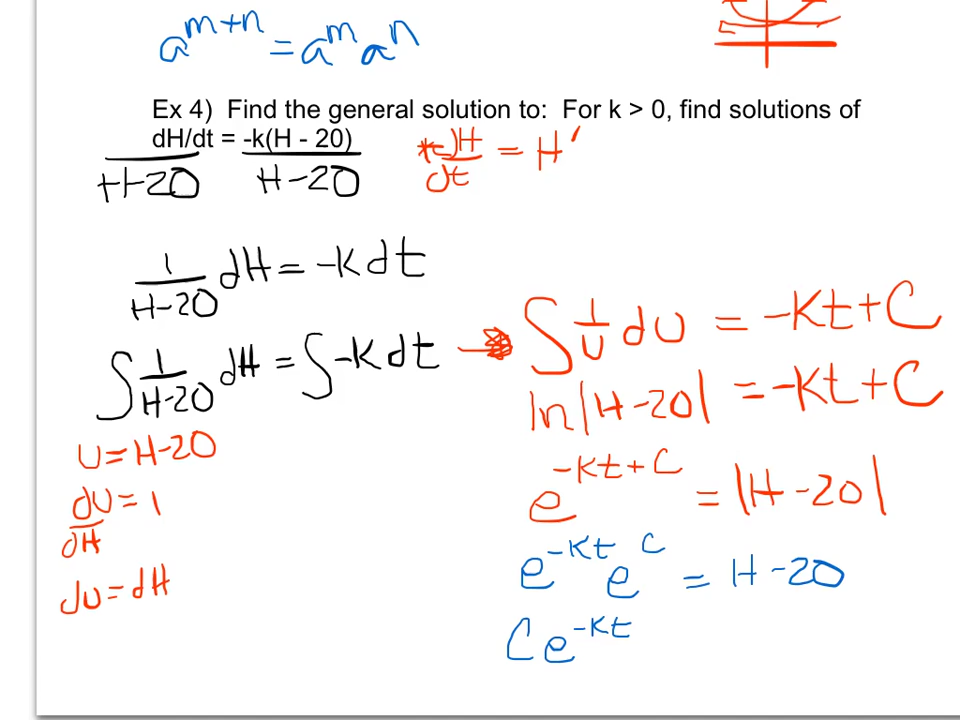 a^{m+n} = a^m a^n
Ex 4) Find the general solution to: For k > 0, find solutions of
dH/dt = -k(H - 20)
H-20 H-20
dH/dt = H'
1/(H-20) dH = -k dt
∫ 1/(H-20) dH = ∫ -k dt →
U = H-20
dU/dH = 1
dU = dH
∫ 1/U dU = -Kt+C
ln|H-20| = -Kt+C
e^{-Kt+C} = |H-20|
e^{-Kt} e^C = H-20
Ce^{-Kt}